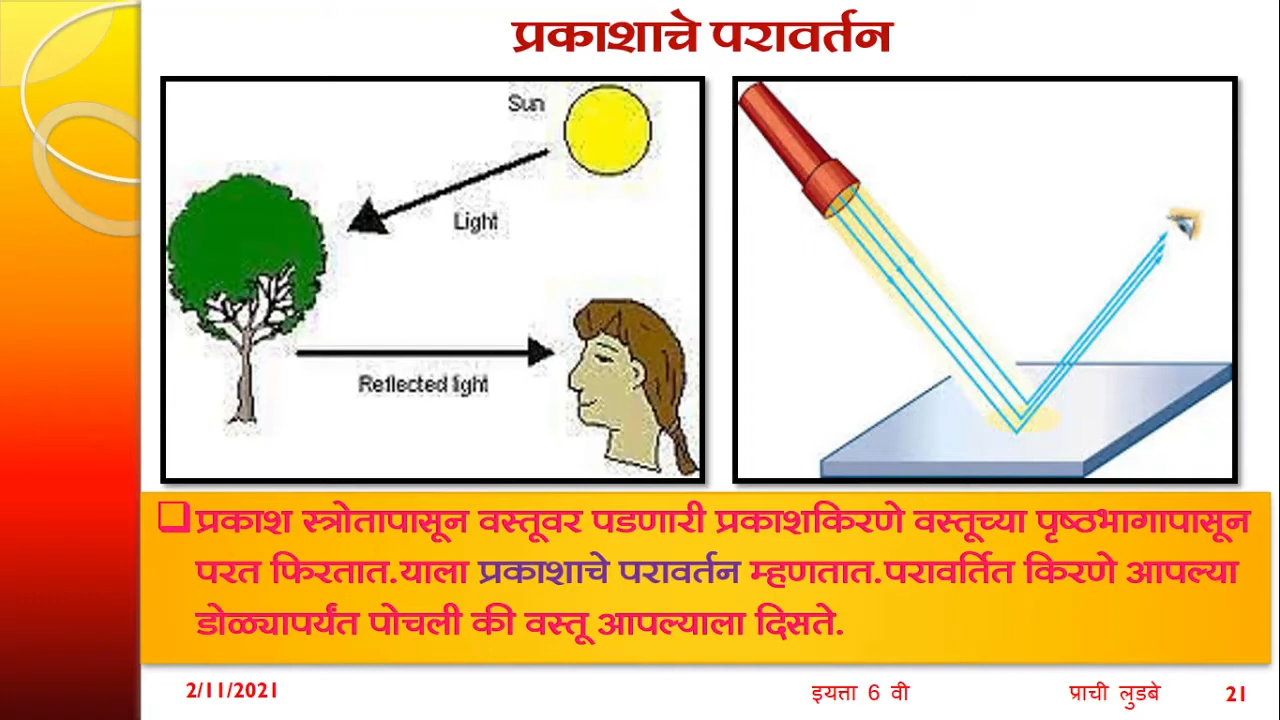 प्रकाशाचे परावर्तन
Sun
Light
Reflected light
प्रकाश स्त्रोतापासून वस्तूवर पडणारी प्रकाशकिरणे वस्तूच्या पृष्ठभागापासून
परत फिरतात.याला प्रकाशाचे परावर्तन म्हणतात.परावर्तित किरणे आपल्या
डोळ्यापर्यंत पोचली की वस्तू आपल्याला दिसते.
2/11/2021 इयत्ता 6 वी प्राची लुडबे 21